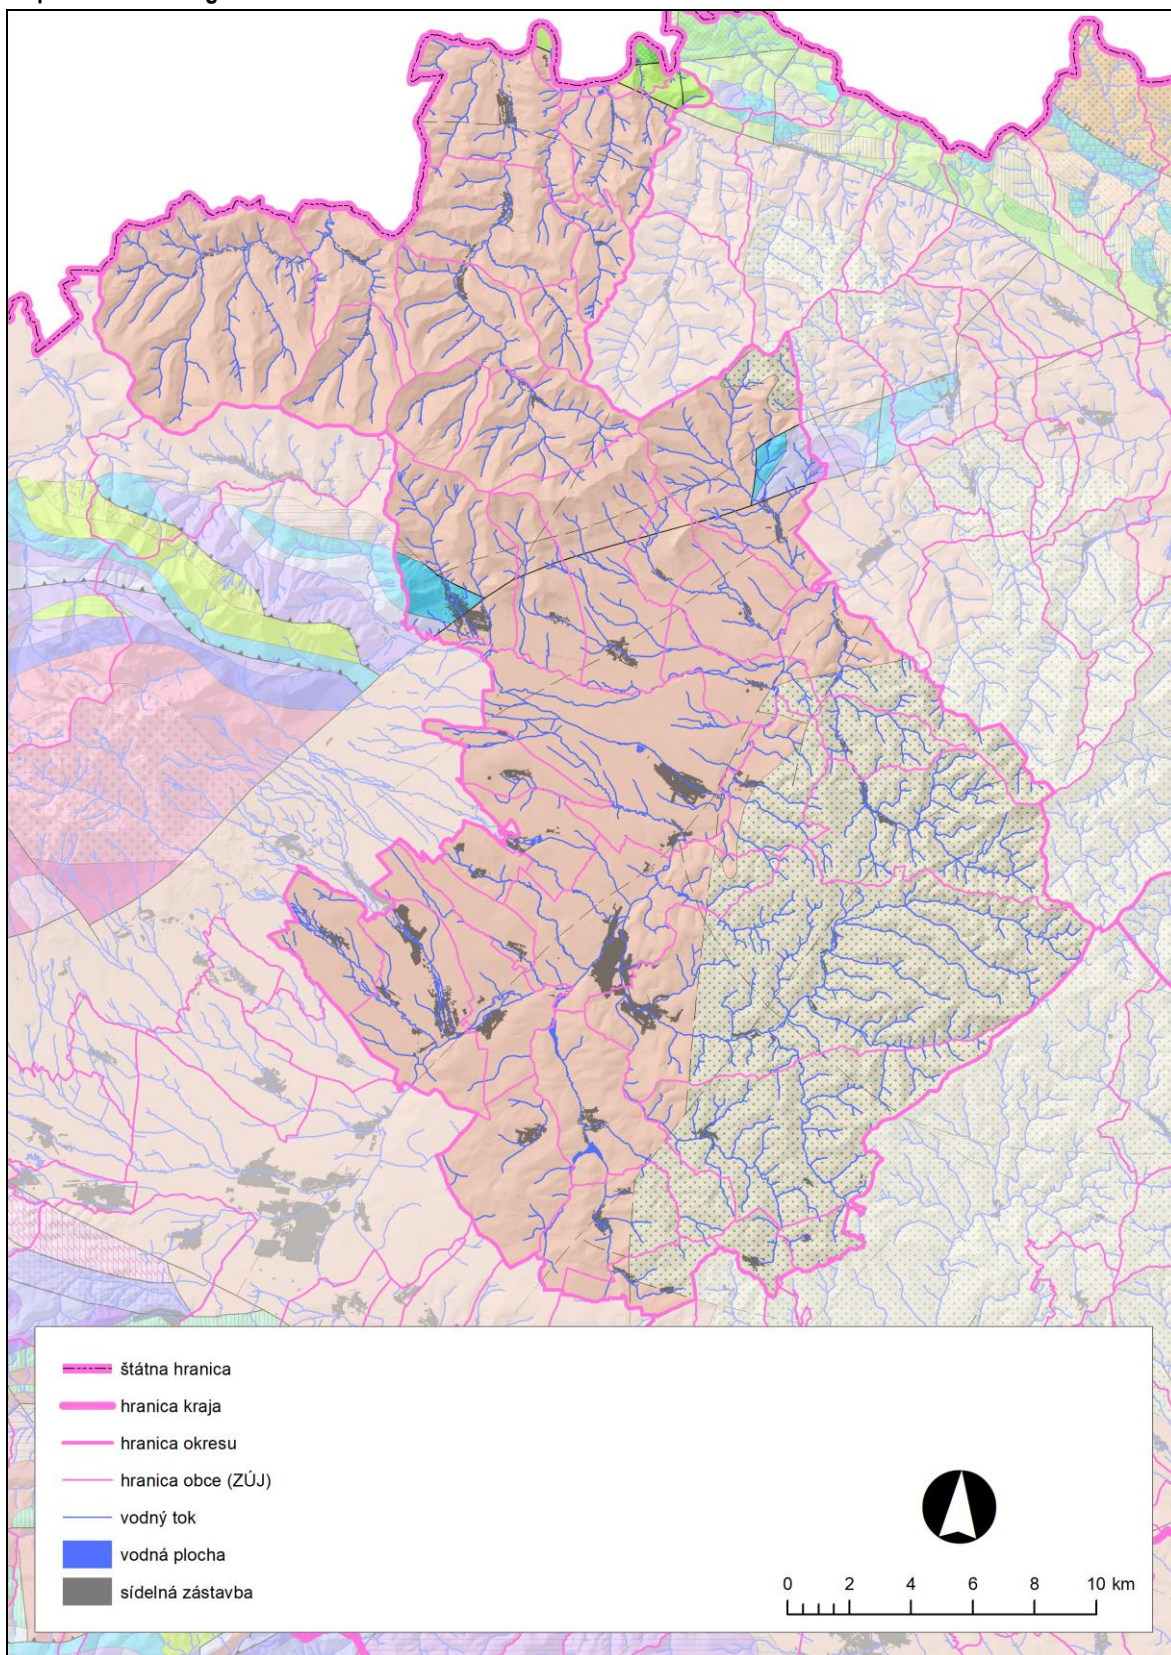 štátna hranica
hranica kraja
hranica okresu
hranica obce (ZÚJ)
vodný tok
vodná plocha
sídelná zástavba
0 2 4 6 8 10 km